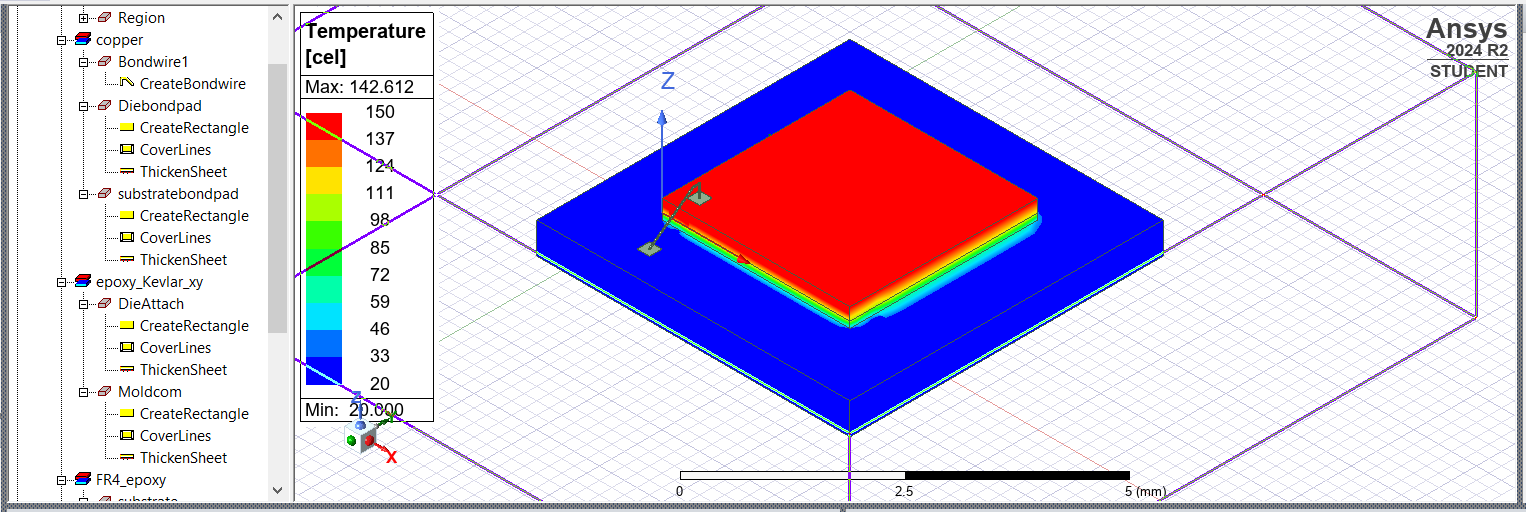 Region
copper
Bondwire1
CreateBondwire
Diebondpad
CreateRectangle
CoverLines
ThickenSheet
substratebondpad
CreateRectangle
CoverLines
ThickenSheet
epoxy_Kevlar_xy
DieAttach
CreateRectangle
CoverLines
ThickenSheet
Moldcom
CreateRectangle
CoverLines
ThickenSheet
FR4_epoxy
substrate
Temperature
[cel]
Max: 142.612
150
137
124
111
98
85
72
59
46
33
20
Min: 20.000
Z
X
Z
0
2.5
5 (mm)
Ansys
2024 R2
STUDENT